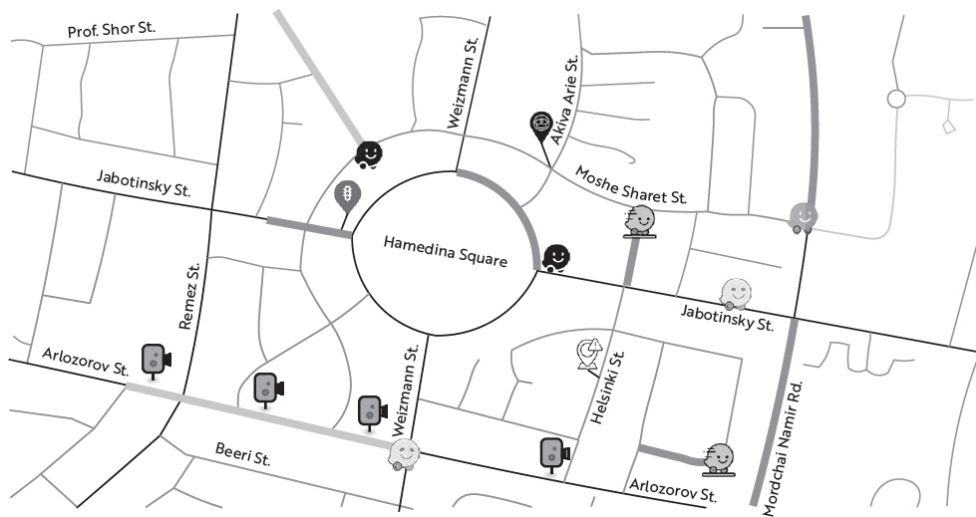 Prof. Shor St.
Weizmann St.
Akiva Arie St.
Jabotinsky St.
Moshe Sharet St.
Hamedina Square
Remez St.
Jabotinsky St.
Arlozorov St.
Weizmann St.
Helsinki St.
Mordchai Namir Rd.
Beeri St.
Arlozorov St.